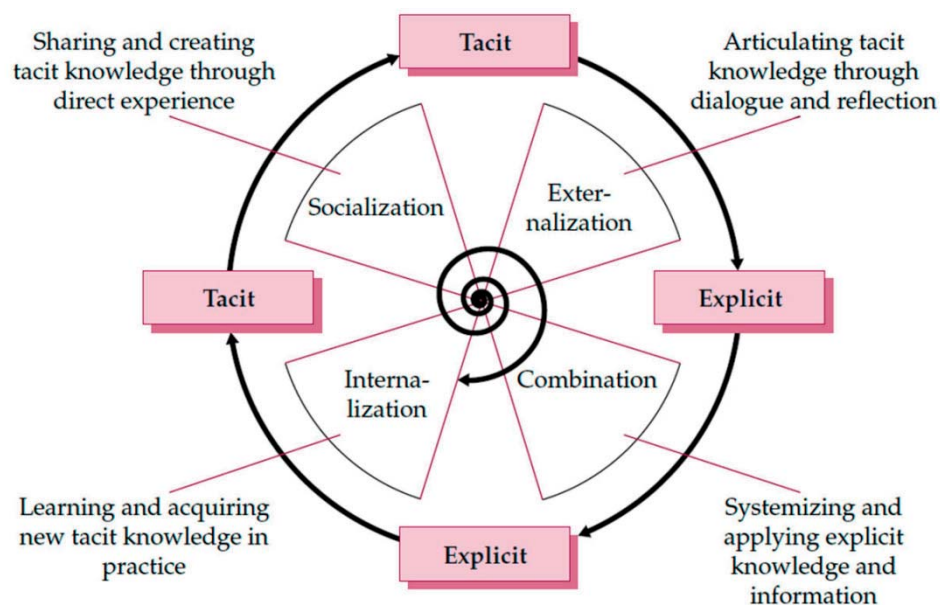 Tacit
Sharing and creating
tacit knowledge through
direct experience
Articulating tacit
knowledge through
dialogue and reflection
Socialization
Exter-
nalization
Tacit
Explicit
Interna-
lization
Combination
Learning and acquiring
new tacit knowledge in
practice
Explicit
Systemizing and
applying explicit
knowledge and
information